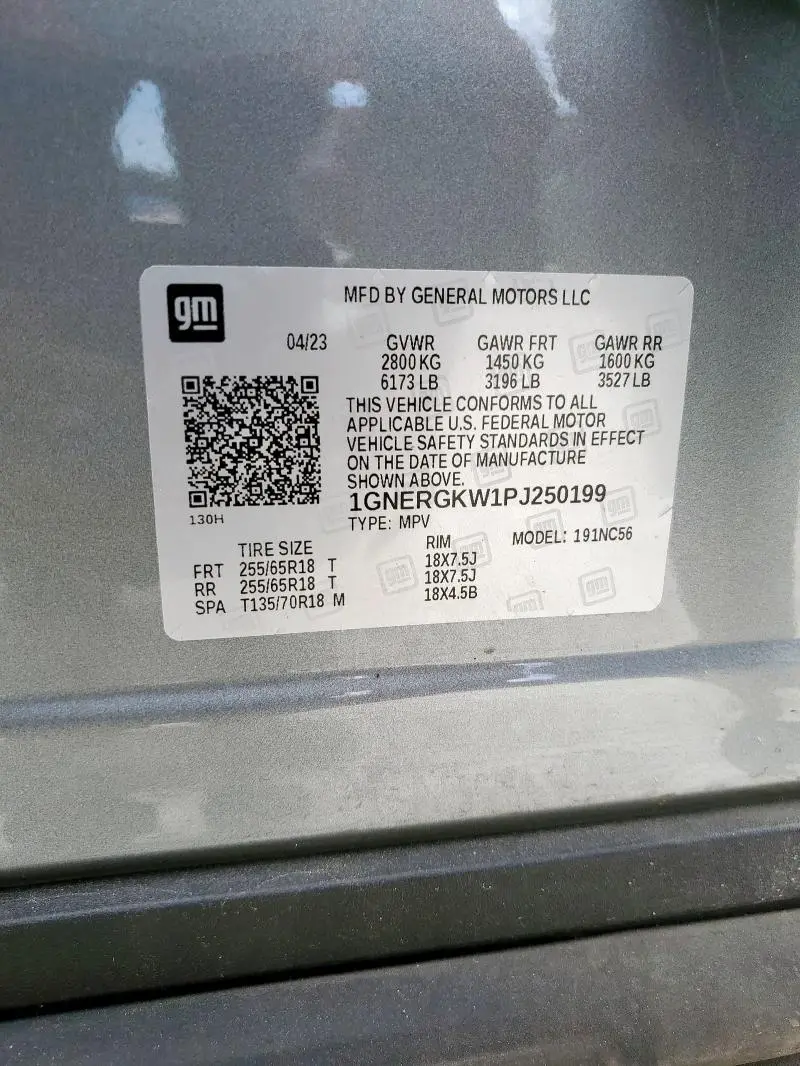 gm
MFD BY GENERAL MOTORS LLC
04/23
GVWR GAWR FRT GAWR RR
2800 KG 1450 KG 1600 KG
6173 LB 3196 LB 3527 LB
THIS VEHICLE CONFORMS TO ALL
APPLICABLE U.S. FEDERAL MOTOR
VEHICLE SAFETY STANDARDS IN EFFECT
ON THE DATE OF MANUFACTURE
SHOWN ABOVE.
1GNERGKW1PJ250199
130H
TYPE: MPV
MODEL: 191NC56
TIRE SIZE RIM
FRT 255/65R18 T 18X7.5J
RR 255/65R18 T 18X7.5J
SPA T135/70R18 M 18X4.5B